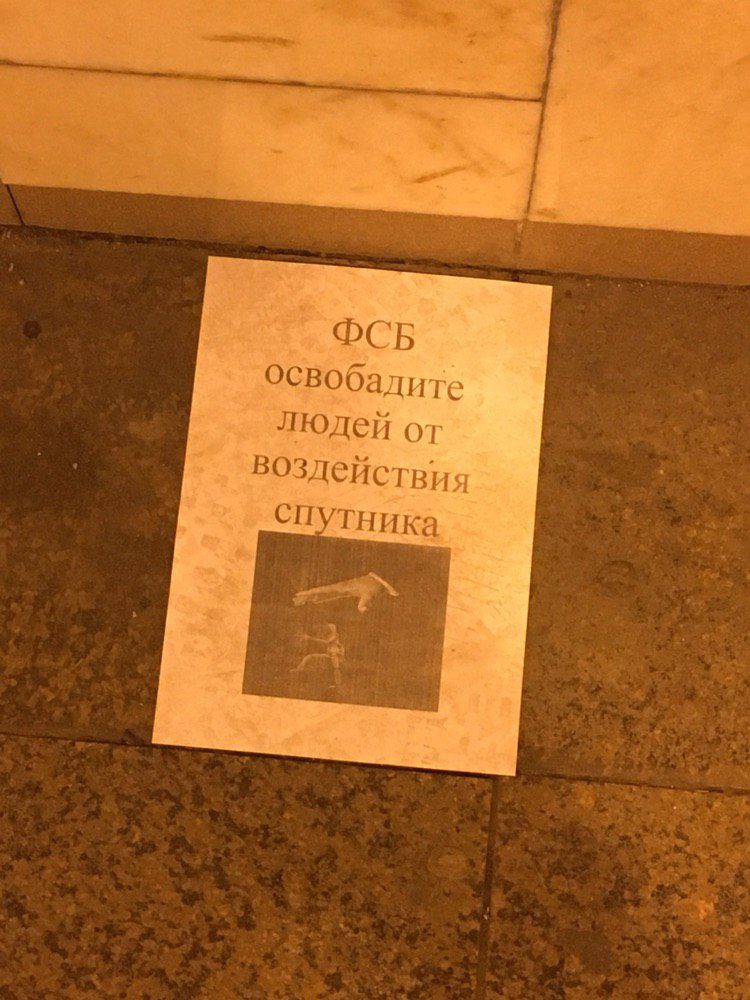 ФСБ
освобадите
людей от
воздействия
спутника